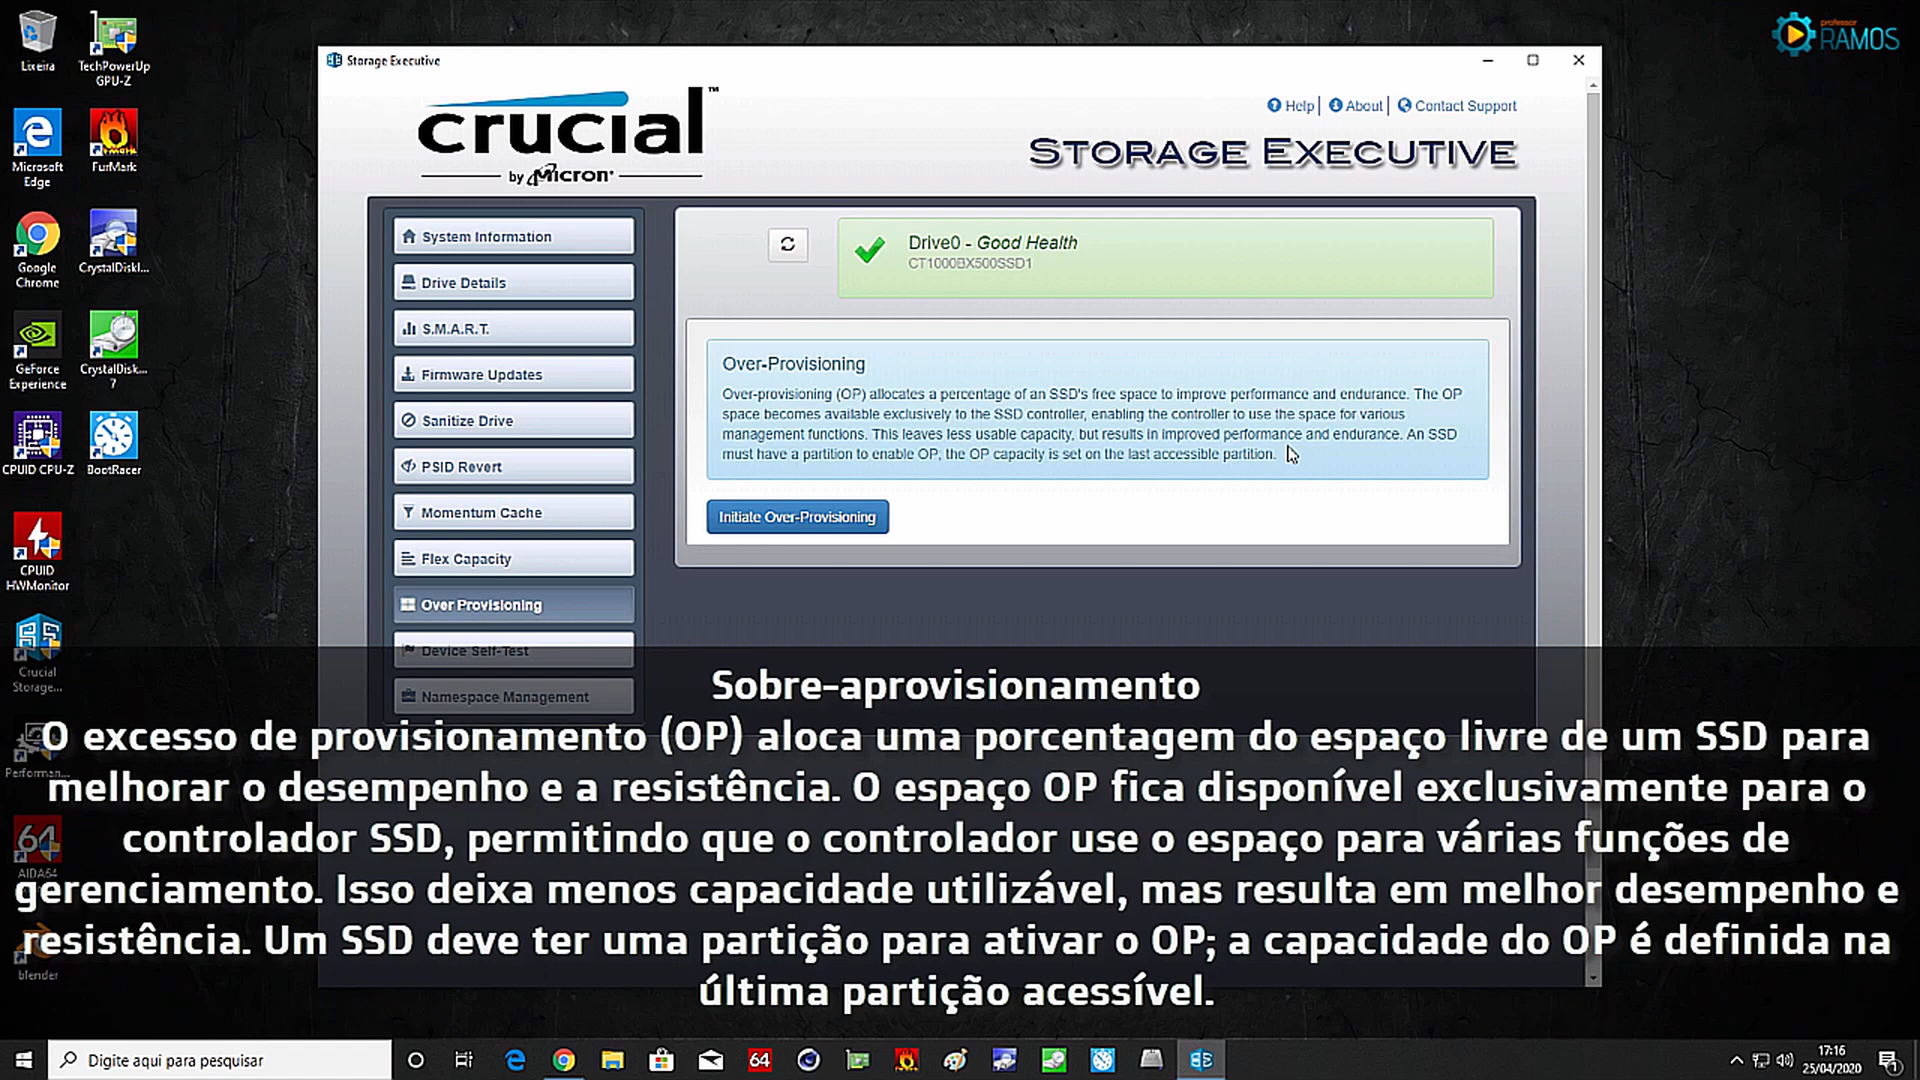 Lixeira
TechPowerUp
GPU-Z
professor
RAMOS
Microsoft
Edge
FurMark
Google
Chrome
CrystalDiskI...
GeForce
Experience
CrystalDisk...
7
CPUID CPU-Z
BootRacer
CPUID
HWMonitor
Crucial
Storage...
Performan...
64
AIDA64
blender
Storage Executive
crucial™
by Micron®
Help | About | Contact Support
STORAGE EXECUTIVE
System Information
Drive Details
S.M.A.R.T.
Firmware Updates
Sanitize Drive
PSID Revert
Momentum Cache
Flex Capacity
Over Provisioning
Device Self-Test
Namespace Management
Drive0 - Good Health
CT1000BX500SSD1
Over-Provisioning
Over-provisioning (OP) allocates a percentage of an SSD's free space to improve performance and endurance. The OP
space becomes available exclusively to the SSD controller, enabling the controller to use the space for various
management functions. This leaves less usable capacity, but results in improved performance and endurance. An SSD
must have a partition to enable OP; the OP capacity is set on the last accessible partition.
Initiate Over-Provisioning
Sobre-aprovisionamento
O excesso de provisionamento (OP) aloca uma porcentagem do espaço livre de um SSD para
melhorar o desempenho e a resistência. O espaço OP fica disponível exclusivamente para o
controlador SSD, permitindo que o controlador use o espaço para várias funções de
gerenciamento. Isso deixa menos capacidade utilizável, mas resulta em melhor desempenho e
resistência. Um SSD deve ter uma partição para ativar o OP; a capacidade do OP é definida na
última partição acessível.
Digite aqui para pesquisar
64
17:16
25/04/2020
1